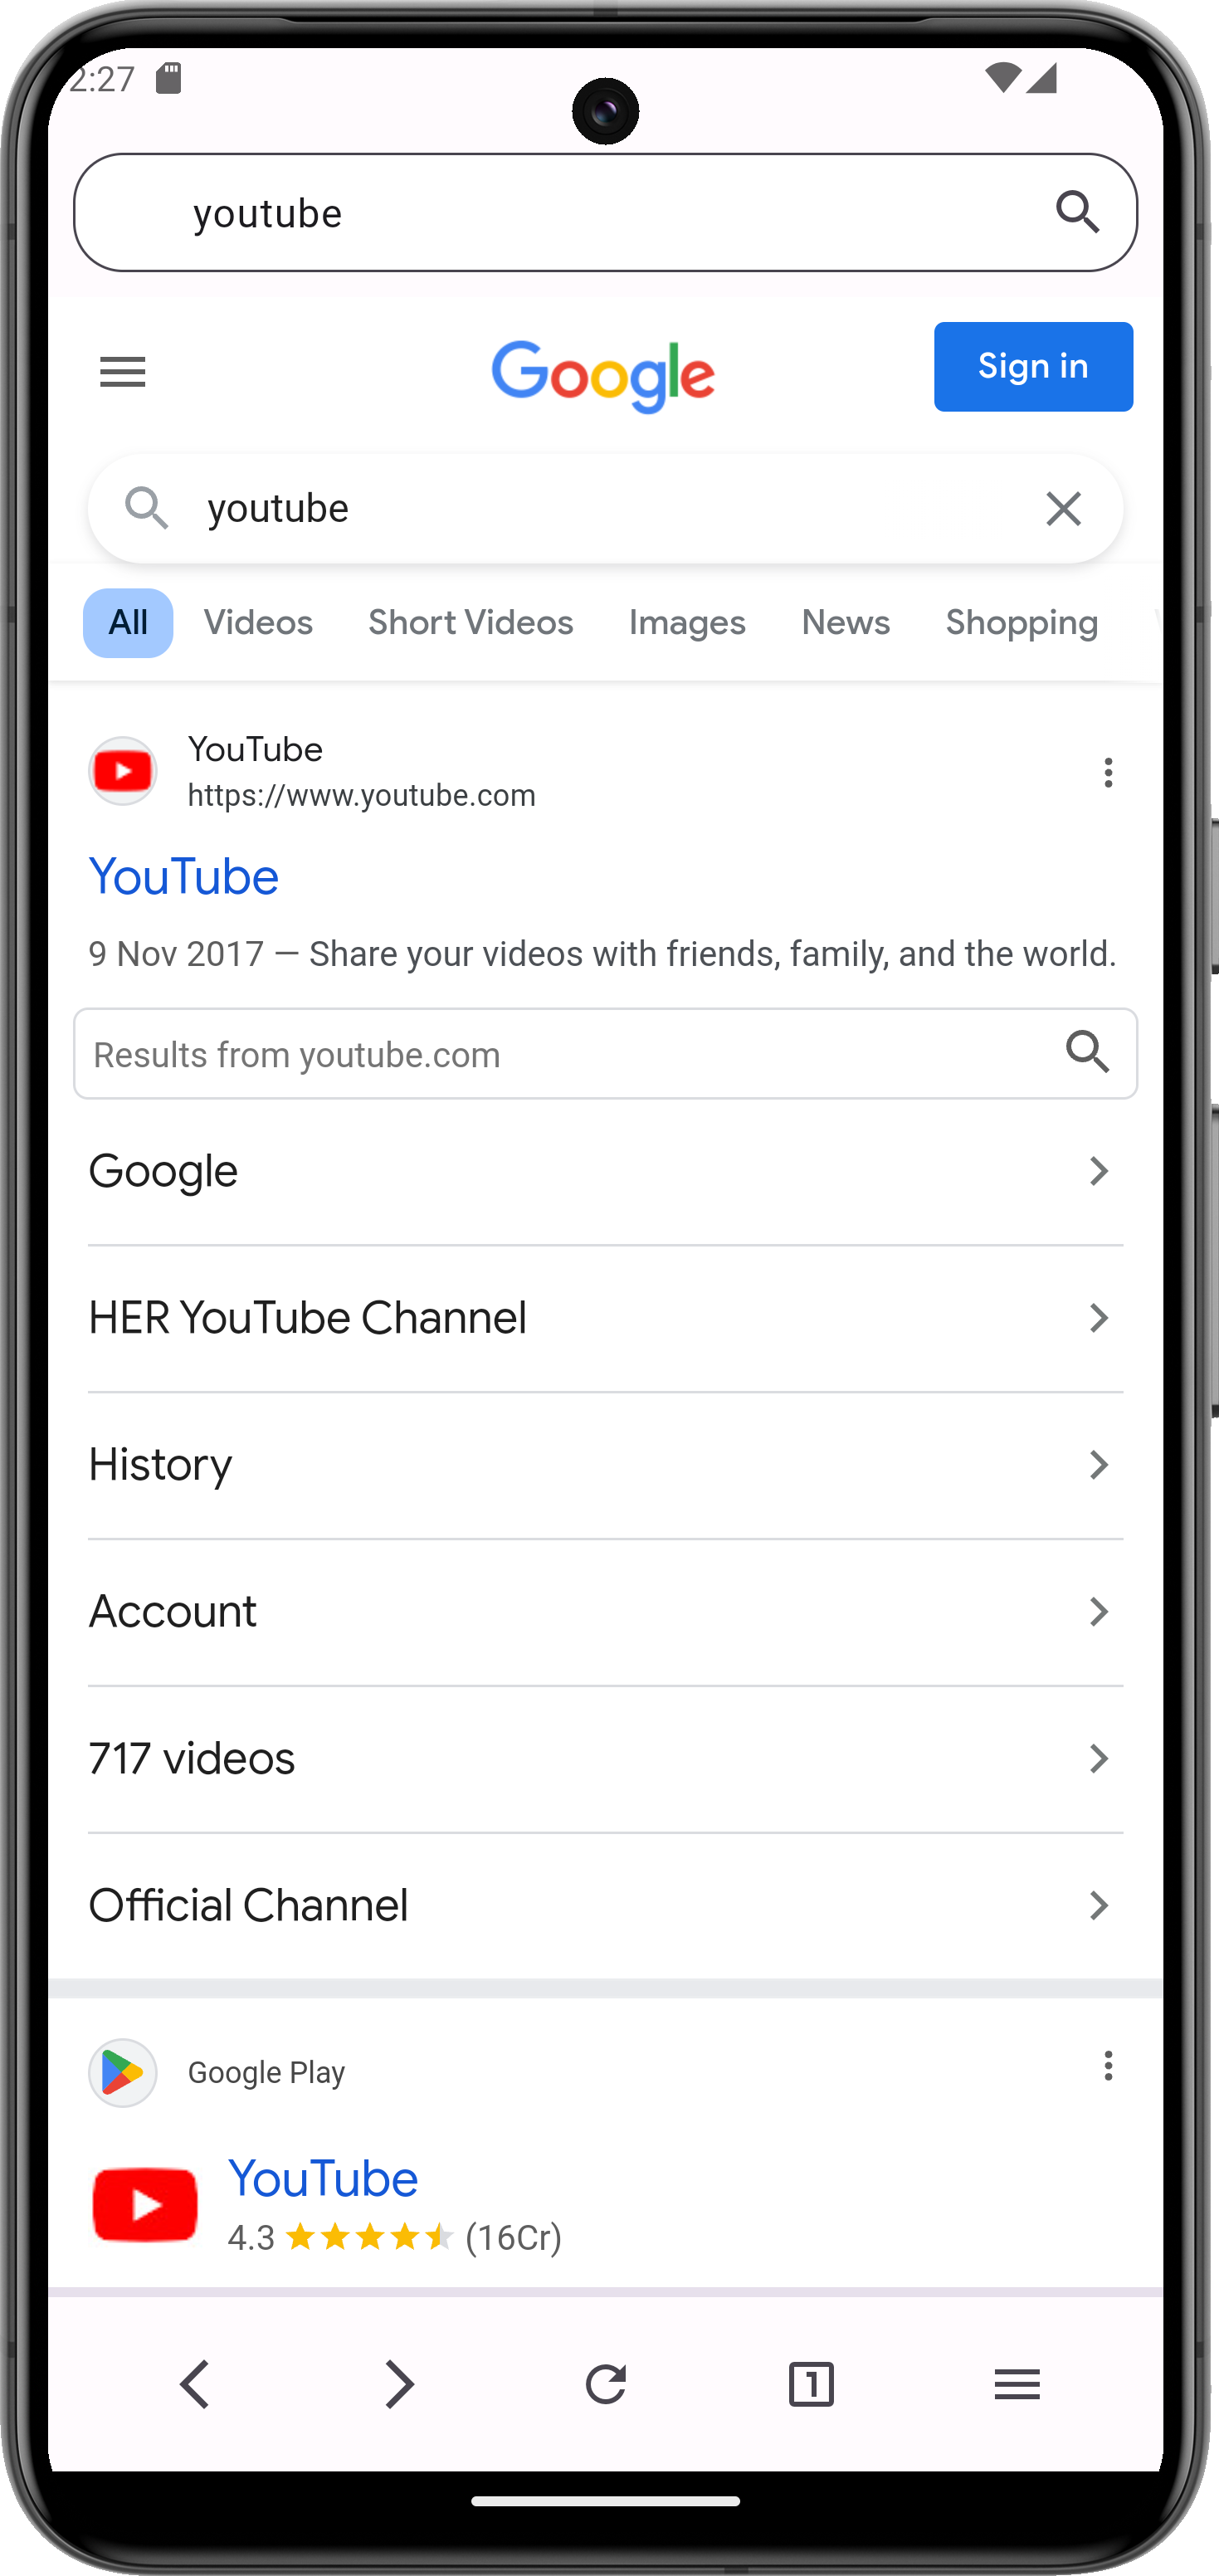 2:27
youtube
Google
Sign in
youtube
All Videos Short Videos Images News Shopping
YouTube
https://www.youtube.com
YouTube
9 Nov 2017 — Share your videos with friends, family, and the world.
Results from youtube.com
Google
HER YouTube Channel
History
Account
717 videos
Official Channel
Google Play
YouTube
4.3 (16Cr)
1